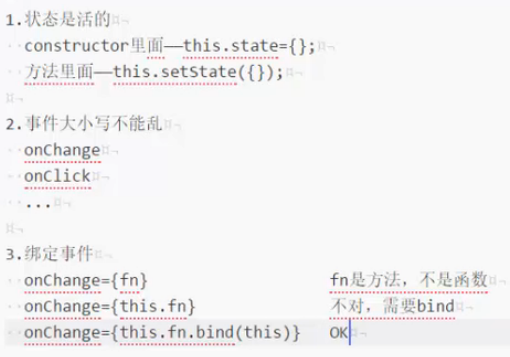 1.状态是活的
constructor里面——this.state={};
方法里面——this.setState({});
2.事件大小写不能乱
onChange
onClick
...
3.绑定事件
onChange={fn} fn是方法，不是函数
onChange={this.fn} 不对，需要bind
onChange={this.fn.bind(this)} OK